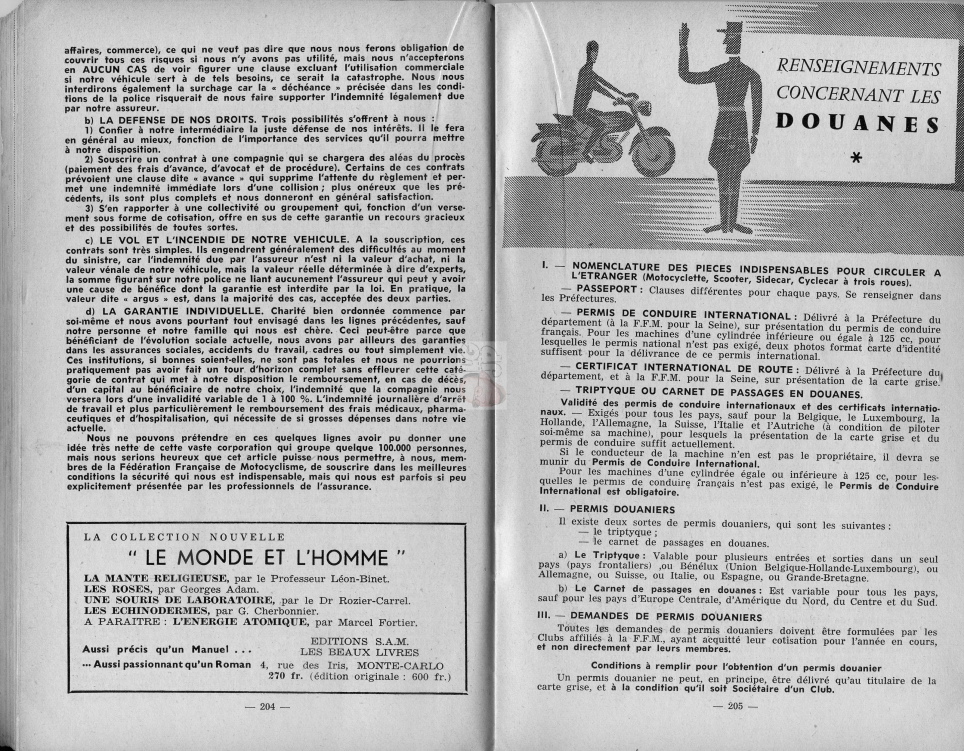 affaires, commerce), ce qui ne veut pas dire que nous nous ferons obligation de
couvrir tous ces risques si nous n'y avons pas utilité, mais nous n'accepterons
en AUCUN CAS de voir figurer une clause excluant l'utilisation commerciale
si notre véhicule sert à de tels besoins, ce serait la catastrophe. Nous nous
interdirons également la surchage car la « déchéance » précisée dans les condi-
tions de la police risquerait de nous faire supporter l'indemnité légalement due
par notre assureur.
b) LA DEFENSE DE NOS DROITS. Trois possibilités s'offrent à nous :
1) Confier à notre intermédiaire la juste défense de nos intérêts. Il le fera
en général au mieux, fonction de l'importance des services qu'il pourra mettre
à notre disposition.
2) Souscrire un contrat à une compagnie qui se chargera des aléas du procès
(paiement des frais d'avance, d'avocat et de procédure). Certains de ces contrats
prévoient une clause dite « avance » qui supprime l'attente du règlement et per-
met une indemnité immédiate lors d'une collision ; plus onéreux que les pré-
cédents, ils sont plus complets et nous donneront en général satisfaction.
3) S'en rapporter à une collectivité ou groupement qui, fonction d'un verse-
ment sous forme de cotisation, offre en sus de cette garantie un recours gracieux
et des possibilités de toutes sortes.
c) LE VOL ET L'INCENDIE DE NOTRE VEHICULE. A la souscription, ces
contrats sont très simples. Ils engendrent généralement des difficultés au moment
du sinistre, car l'indemnité due par l'assureur n'est ni la valeur d'achat, ni la
valeur vénale de notre véhicule, mais la valeur réelle déterminée à dire d'experts,
la somme figurant sur notre police ne liant aucunement l'assureur qui peut y avoir
une cause de bénéfice dont la garantie est interdite par la loi. En pratique, la
valeur dite « argus » est, dans la majorité des cas, acceptée des deux parties.
d) LA GARANTIE INDIVIDUELLE. Charité bien ordonnée commence par
soi-même et nous avons pourtant tout envisagé dans les lignes précédentes, sauf
notre personne et notre famille qui nous est chère. Ceci peut-être parce que
bénéficiant de l'évolution sociale actuelle, nous avons par ailleurs des garanties
dans les assurances sociales, accidents du travail, cadres ou tout simplement vie.
Ces institutions, si bonnes soient-elles, ne sont pas totales et nous ne pourrions
pratiquement pas avoir fait un tour d'horizon complet sans effleurer cette caté-
gorie de contrat qui met à notre disposition le remboursement, en cas de décès,
d'un capital au bénéficiaire de notre choix, l'indemnité que la compagnie nous
versera lors d'une invalidité variable de 1 à 100 %. L'indemnité journalière d'arrêt
de travail et plus particulièrement le remboursement des frais médicaux, pharma-
ceutiques et d'hospitalisation, qui nécessite de si grosses dépenses dans notre vie
actuelle.
Nous ne pouvons prétendre en ces quelques lignes avoir pu donner une
idée très nette de cette vaste corporation qui groupe quelque 100.000 personnes,
mais nous serions heureux que cet article puisse nous permettre, à nous, mem-
bres de la Fédération Française de Motocyclisme, de souscrire dans les meilleures
conditions la sécurité qui nous est indispensable, mais qui nous est parfois si peu
explicitement présentée par les professionnels de l'assurance.
LA COLLECTION NOUVELLE
" LE MONDE ET L'HOMME "
LA MANTE RELIGIEUSE, par le Professeur Léon-Binet.
LES ROSES, par Georges Adam.
UNE SOURIS DE LABORATOIRE, par le Dr Rozier-Carrel.
LES ECHINODERMES, par G. Cherbonnier.
A PARAITRE : L'ENERGIE ATOMIQUE, par Marcel Fortier.
EDITIONS S.A.M.
Aussi précis qu'un Manuel . . . LES BEAUX LIVRES
... Aussi passionnant qu'un Roman 4, rue des Iris, MONTE-CARLO
270 fr. (édition originale : 600 fr.)
— 204 —
RENSEIGNEMENTS
CONCERNANT LES
DOUANES
*
I. — NOMENCLATURE DES PIECES INDISPENSABLES POUR CIRCULER A
L'ETRANGER (Motocyclette, Scooter, Sidecar, Cyclecar à trois roues).
— PASSEPORT : Clauses différentes pour chaque pays. Se renseigner dans
les Préfectures.
— PERMIS DE CONDUIRE INTERNATIONAL : Délivré à la Préfecture du
département (à la F.F.M. pour la Seine), sur présentation du permis de conduire
français. Pour les machines d'une cylindrée inférieure ou égale à 125 cc, pour
lesquelles le permis national n'est pas exigé, deux photos format carte d'identité
suffisent pour la délivrance de ce permis international.
— CERTIFICAT INTERNATIONAL DE ROUTE : Délivré à la Préfecture du
département, et à la F.F.M. pour la Seine, sur présentation de la carte grise.
— TRIPTYQUE OU CARNET DE PASSAGES EN DOUANES.
Validité des permis de conduire internationaux et des certificats internatio-
naux. — Exigés pour tous les pays, sauf pour la Belgique, le Luxembourg, la
Hollande, l'Allemagne, la Suisse, l'Italie et l'Autriche (à condition de piloter
soi-même sa machine), pour lesquels la présentation de la carte grise et du
permis de conduire suffit actuellement.
Si le conducteur de la machine n'en est pas le propriétaire, il devra se
munir du Permis de Conduire International.
Pour les machines d'une cylindrée égale ou inférieure à 125 cc, pour les-
quelles le permis de conduire français n'est pas exigé, le Permis de Conduire
International est obligatoire.
II. — PERMIS DOUANIERS
Il existe deux sortes de permis douaniers, qui sont les suivantes :
— le triptyque ;
— le carnet de passages en douanes.
a) Le Triptyque : Valable pour plusieurs entrées et sorties dans un seul
pays (pays frontaliers) ,ou Bénélux (Union Belgique-Hollande-Luxembourg), ou
Allemagne, ou Suisse, ou Italie, ou Espagne, ou Grande-Bretagne.
b) Le Carnet de passages en douanes : Est variable pour tous les pays,
sauf pour les pays d'Europe Centrale, d'Amérique du Nord, du Centre et du Sud.
III. — DEMANDES DE PERMIS DOUANIERS
Toutes les demandes de permis douaniers doivent être formulées par les
Clubs affiliés à la F.F.M., ayant acquitté leur cotisation pour l'année en cours,
et non directement par leurs membres.
Conditions à remplir pour l'obtention d'un permis douanier
Un permis douanier ne peut, en principe, être délivré qu'au titulaire de la
carte grise, et à la condition qu'il soit Sociétaire d'un Club.
— 205 —